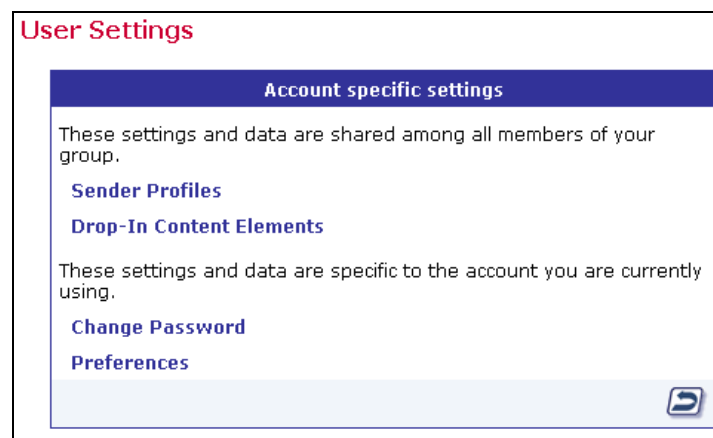 User Settings
Account specific settings
These settings and data are shared among all members of your
group.
Sender Profiles
Drop-In Content Elements
These settings and data are specific to the account you are currently
using.
Change Password
Preferences